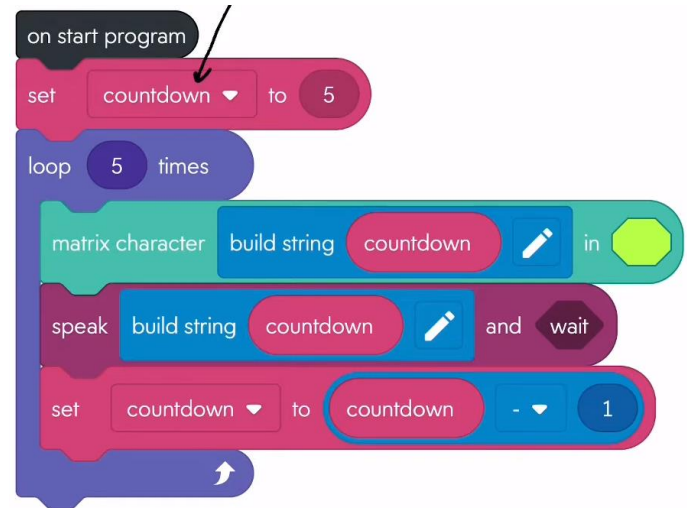 on start program
set countdown to 5
loop 5 times
matrix character build string countdown in
speak build string countdown and wait
set countdown to countdown - 1